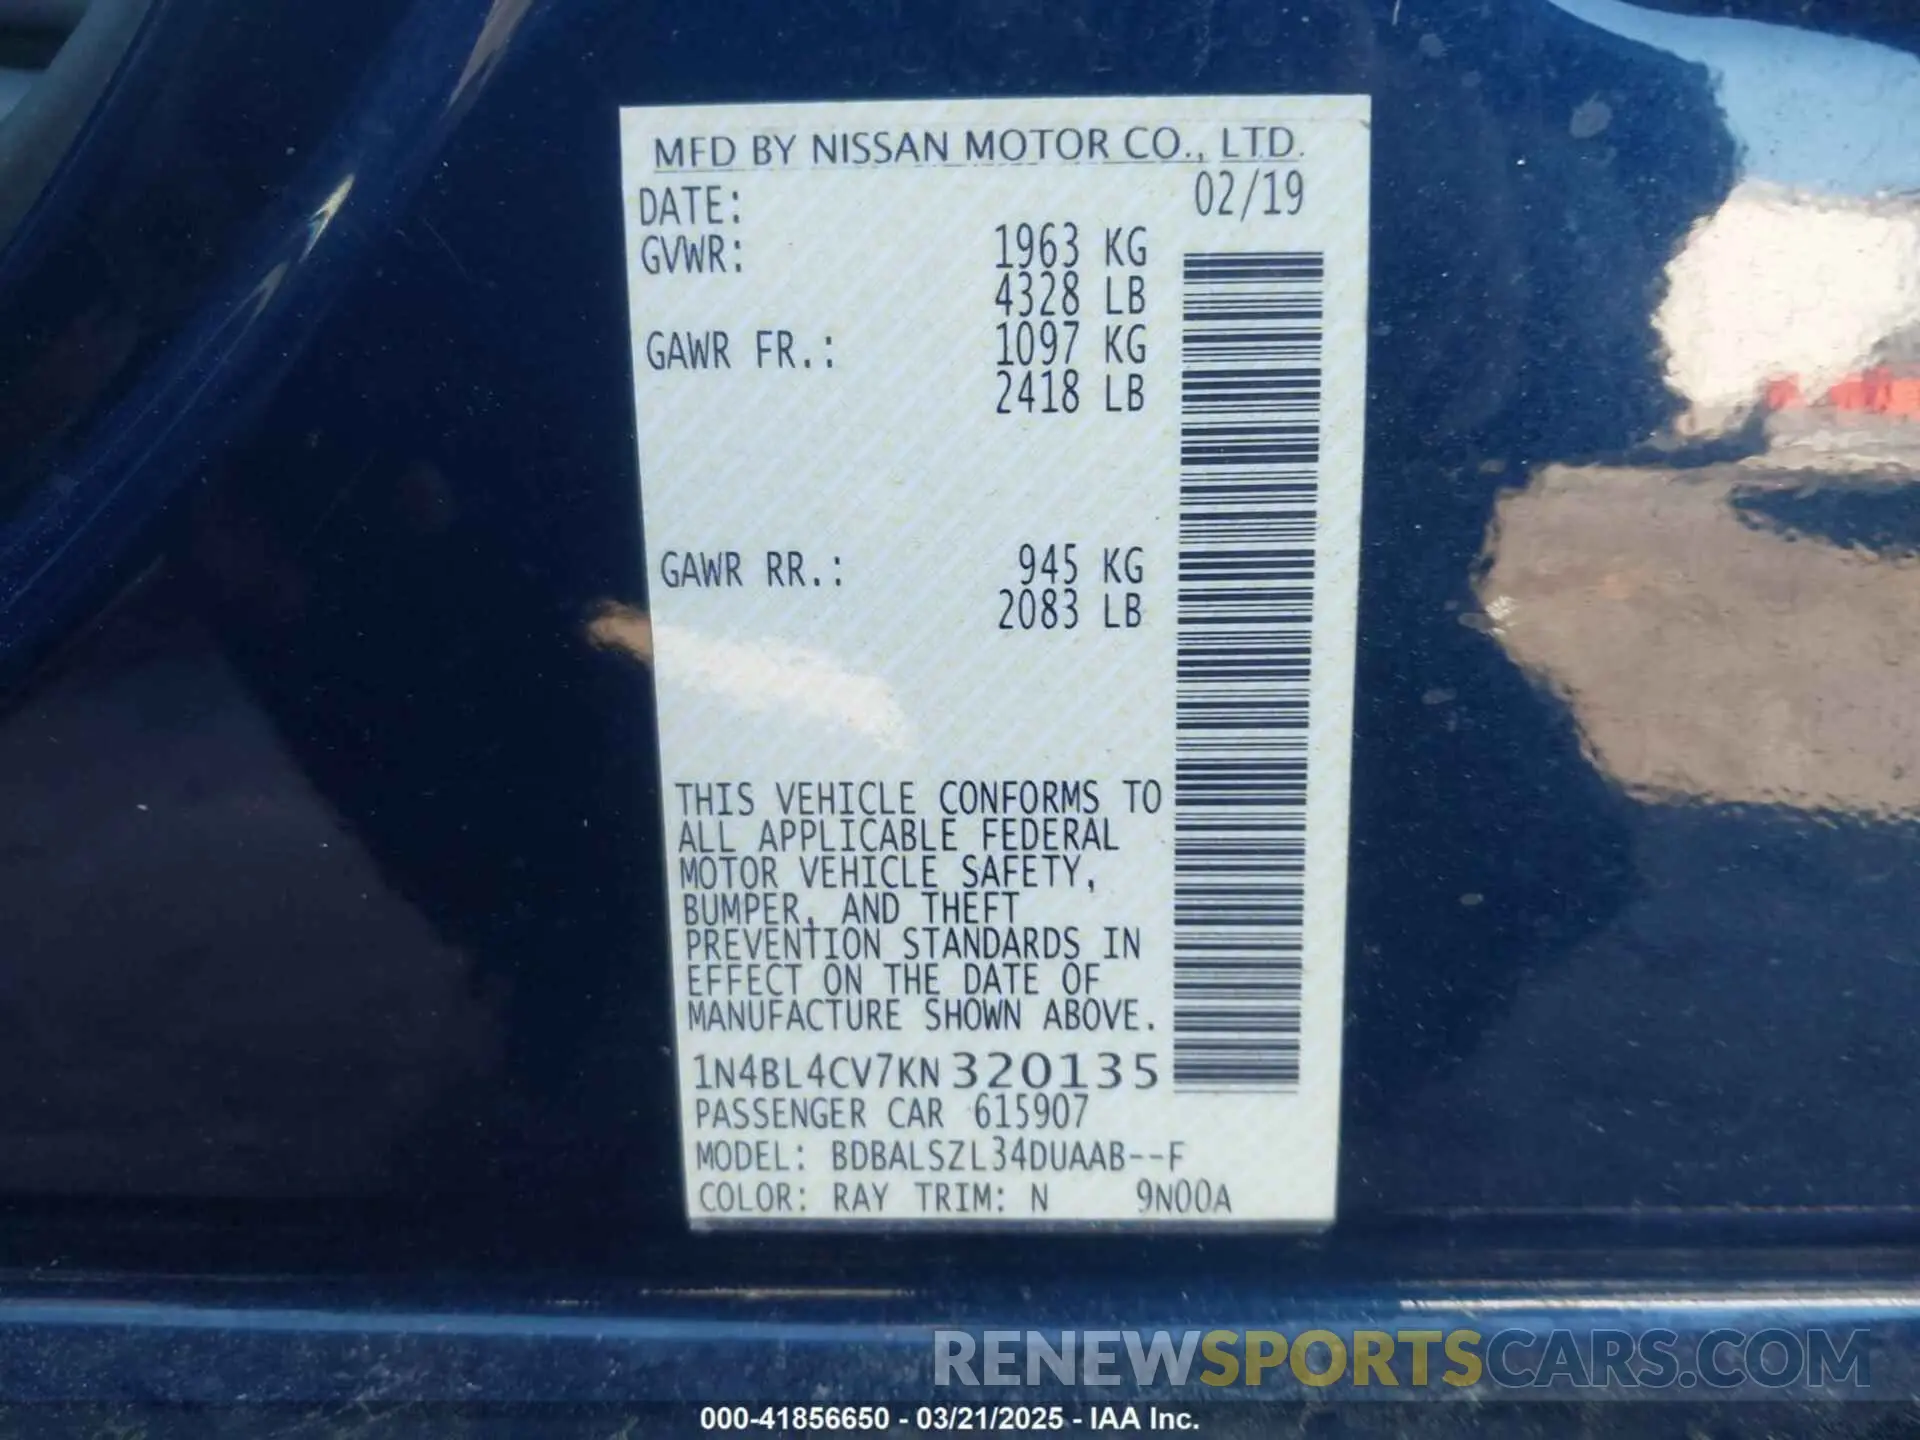 MFD BY NISSAN MOTOR CO., LTD.
DATE: 02/19
GVWR: 1963 KG
4328 LB
GAWR FR.: 1097 KG
2418 LB
GAWR RR.: 945 KG
2083 LB
THIS VEHICLE CONFORMS TO
ALL APPLICABLE FEDERAL
MOTOR VEHICLE SAFETY,
BUMPER, AND THEFT
PREVENTION STANDARDS IN
EFFECT ON THE DATE OF
MANUFACTURE SHOWN ABOVE.
1N4BL4CV7KN320135
PASSENGER CAR 615907
MODEL: BDBALSZL34DUAAB--F
COLOR: RAY TRIM: N 9N00A
RENEWSPORTSCARS.COM
000-41856650 - 03/21/2025 - IAA Inc.